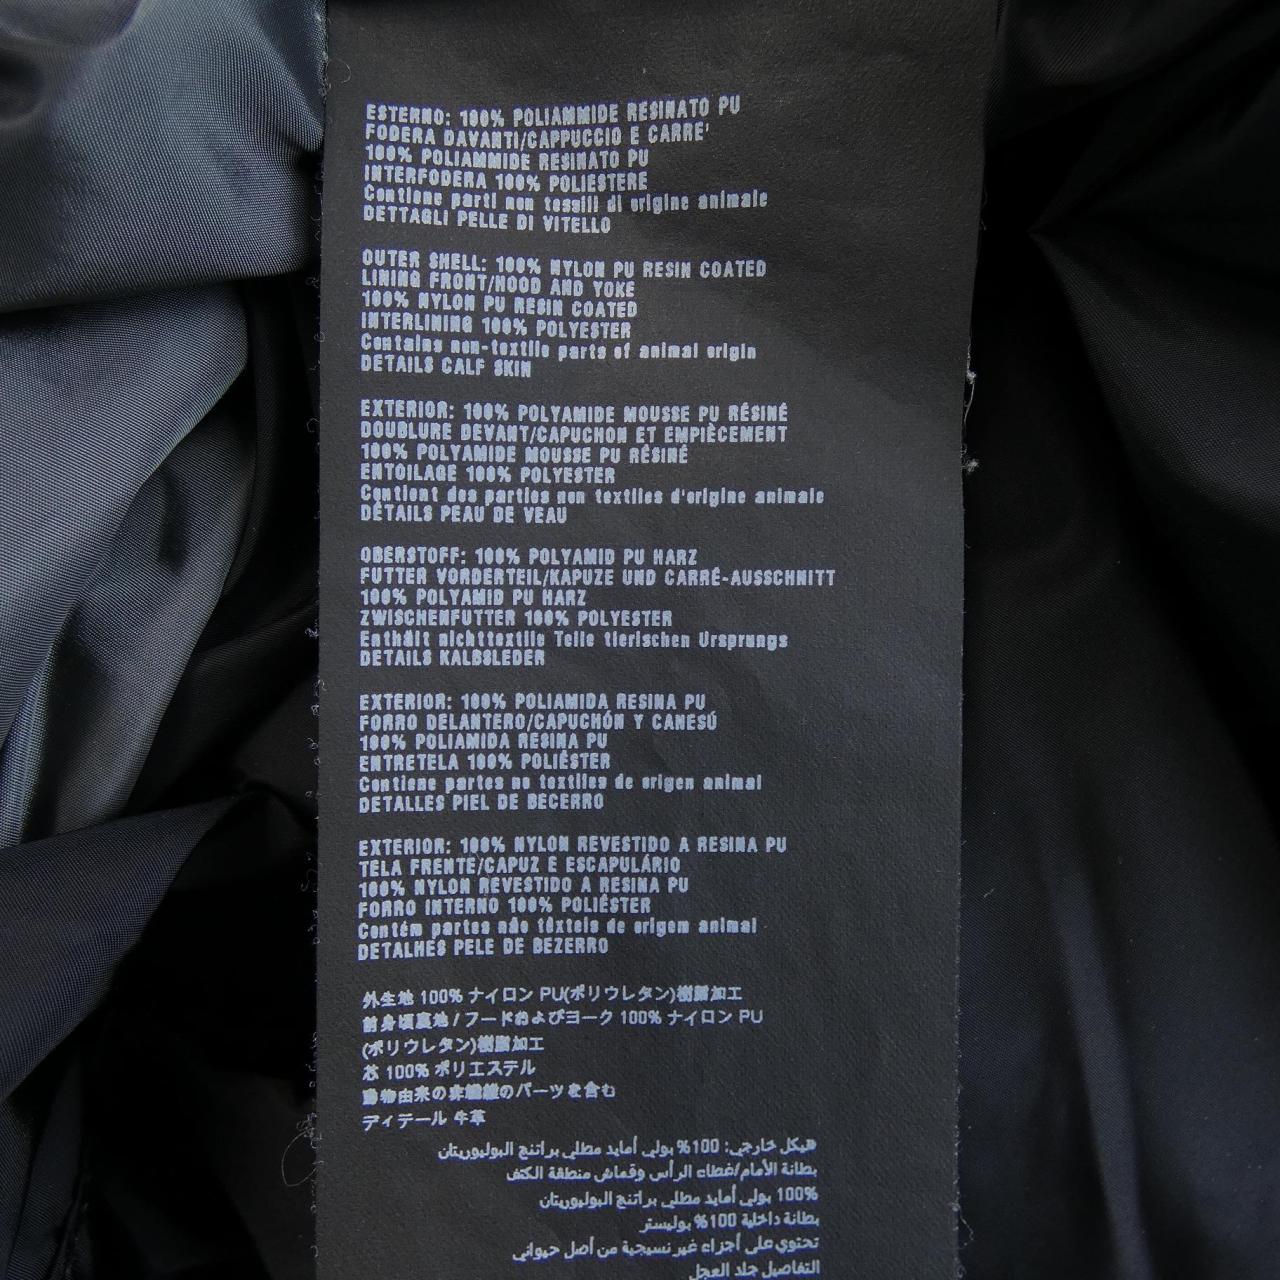 ESTERNO: 100% POLIAMMIDE RESINATO PU
FODERA DAVANTI/CAPPUCCIO E CARRE'
100% POLIAMMIDE RESINATO PU
INTERFODERA 100% POLIESTERE
Contiene parti non tessili di origine animale
DETTAGLI PELLE DI VITELLO
OUTER SHELL: 100% NYLON PU RESIN COATED
LINING FRONT/HOOD AND YOKE
100% NYLON PU RESIN COATED
INTERLINING 100% POLYESTER
Contains non-textile parts of animal origin
DETAILS CALF SKIN
EXTERIOR: 100% POLYAMIDE MOUSSE PU RÉSINÉ
DOUBLURE DEVANT/CAPUCHON ET EMPIÈCEMENT
100% POLYAMIDE MOUSSE PU RÉSINÉ
ENTOILAGE 100% POLYESTER
Contient des parties non textiles d'origine animale
DÉTAILS PEAU DE VEAU
OBERSTOFF: 100% POLYAMID PU HARZ
FUTTER VORDERTEIL/KAPUZE UND CARRÉ-AUSSCHNITT
100% POLYAMID PU HARZ
ZWISCHENFUTTER 100% POLYESTER
Enthält nichttextile Teile tierischen Ursprungs
DETAILS KALBSLEDER
EXTERIOR: 100% POLIAMIDA RESINA PU
FORRO DELANTERO/CAPUCHÓN Y CANESÚ
100% POLIAMIDA RESINA PU
ENTRETELA 100% POLIÉSTER
Contiene partes no textiles de origen animal
DETALLES PIEL DE BECERRO
EXTERIOR: 100% NYLON REVESTIDO A RESINA PU
TELA FRENTE/CAPUZ E ESCAPULÁRIO
100% NYLON REVESTIDO A RESINA PU
FORRO INTERNO 100% POLIÉSTER
Contém partes não têxteis de origem animal
DETALHES PELE DE BEZERRO
外生地 100% ナイロン PU(ポリウレタン)樹脂加工
前身頃裏地 / フードおよびヨーク 100% ナイロン PU
(ポリウレタン)樹脂加工
芯 100% ポリエステル
動物由来の非繊維のパーツを含む
ディテール 牛革
هيكل خارجي: 100% بولي أمايد مطلي براتنج البوليوريتان
بطانة الأمام/غطاء الرأس وقماش منطقة الكتف
100% بولي أمايد مطلي براتنج البوليوريتان
بطانة داخلية 100% بوليستر
تحتوي على أجزاء غير نسيجية من أصل حيواني
التفاصيل جلد العجل